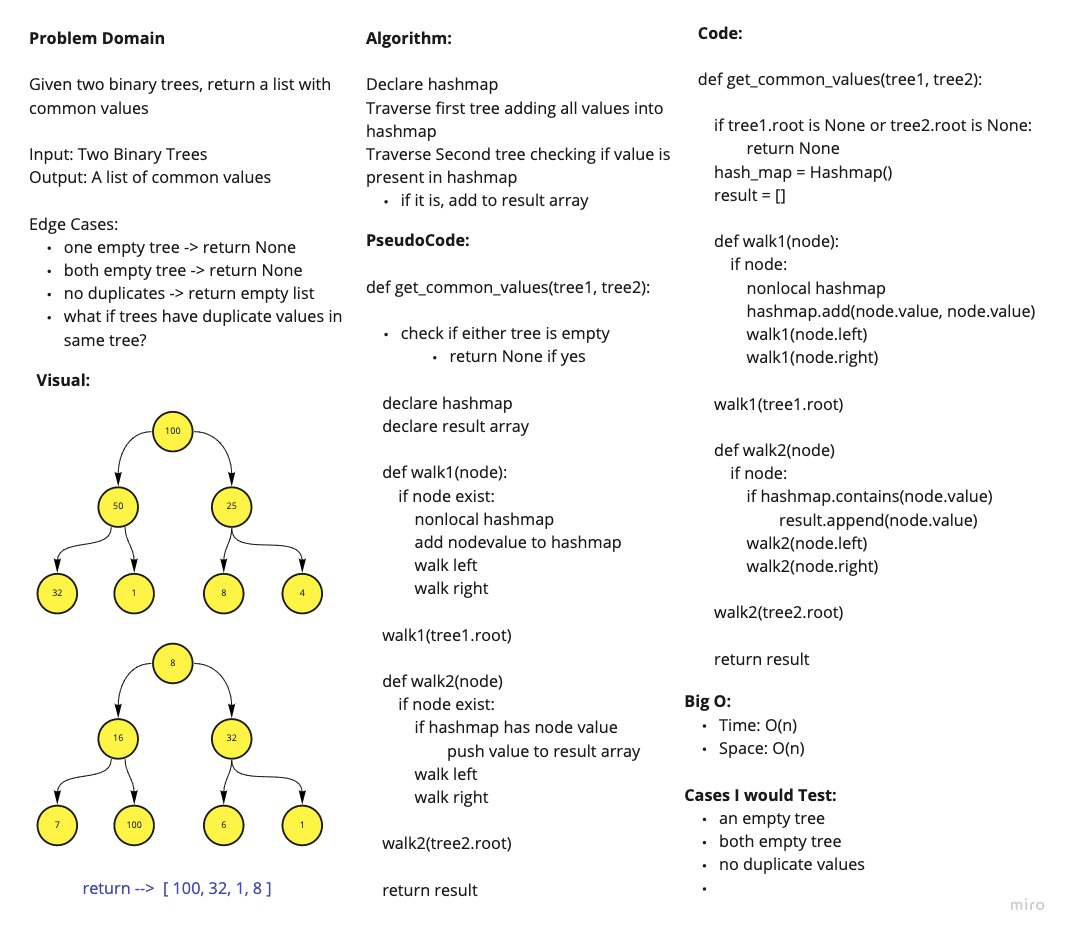 Problem Domain
Given two binary trees, return a list with
common values
Input: Two Binary Trees
Output: A list of common values
Edge Cases:
• one empty tree -> return None
• both empty tree -> return None
• no duplicates -> return empty list
• what if trees have duplicate values in
same tree?
Visual:
100
50 25
32 1 8 4
8
16 32
7 100 6 1
return --> [ 100, 32, 1, 8 ]
Algorithm:
Declare hashmap
Traverse first tree adding all values into
hashmap
Traverse Second tree checking if value is
present in hashmap
• if it is, add to result array
PseudoCode:
def get_common_values(tree1, tree2):
• check if either tree is empty
• return None if yes
declare hashmap
declare result array
def walk1(node):
if node exist:
nonlocal hashmap
add nodevalue to hashmap
walk left
walk right
walk1(tree1.root)
def walk2(node)
if node exist:
if hashmap has node value
push value to result array
walk left
walk right
walk2(tree2.root)
return result
Code:
def get_common_values(tree1, tree2):
if tree1.root is None or tree2.root is None:
return None
hash_map = Hashmap()
result = []
def walk1(node):
if node:
nonlocal hashmap
hashmap.add(node.value, node.value)
walk1(node.left)
walk1(node.right)
walk1(tree1.root)
def walk2(node)
if node:
if hashmap.contains(node.value)
result.append(node.value)
walk2(node.left)
walk2(node.right)
walk2(tree2.root)
return result
Big O:
• Time: O(n)
• Space: O(n)
Cases I would Test:
• an empty tree
• both empty tree
• no duplicate values
•
miro